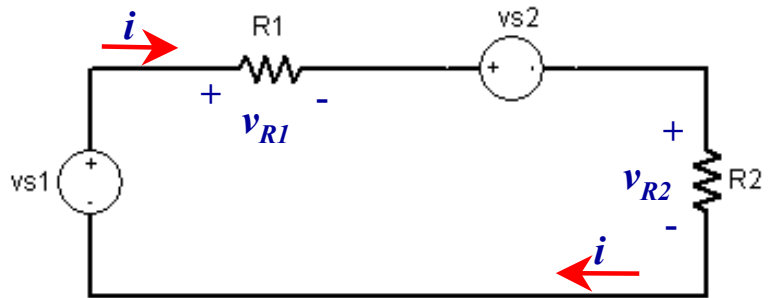 i
R1
vs2
+ -
+ -
vR1
+
vs1
+
-
vR2
R2
-
i